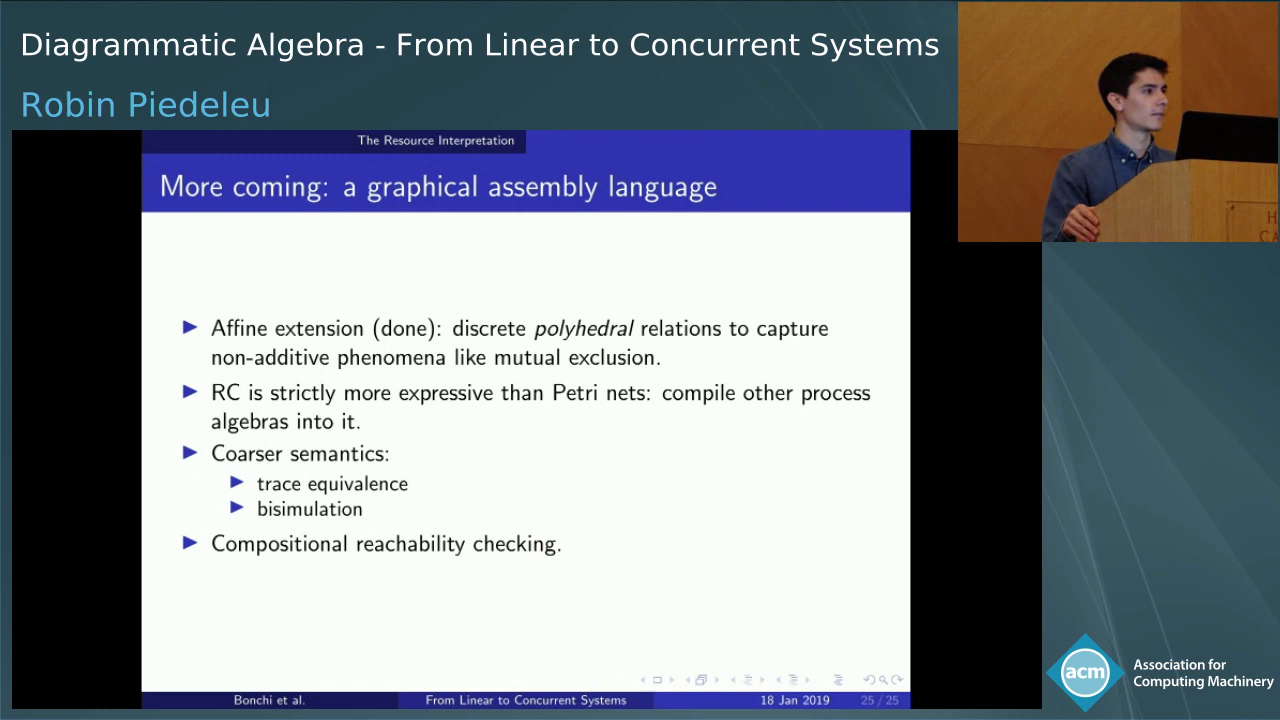 Diagrammatic Algebra - From Linear to Concurrent Systems
Robin Piedeleu
The Resource Interpretation
More coming: a graphical assembly language
Affine extension (done): discrete polyhedral relations to capture
non-additive phenomena like mutual exclusion.
RC is strictly more expressive than Petri nets: compile other process
algebras into it.
Coarser semantics:
trace equivalence
bisimulation
Compositional reachability checking.
Bonchi et al.
From Linear to Concurrent Systems
18 Jan 2019
25 / 25
acm
Association for
Computing Machinery